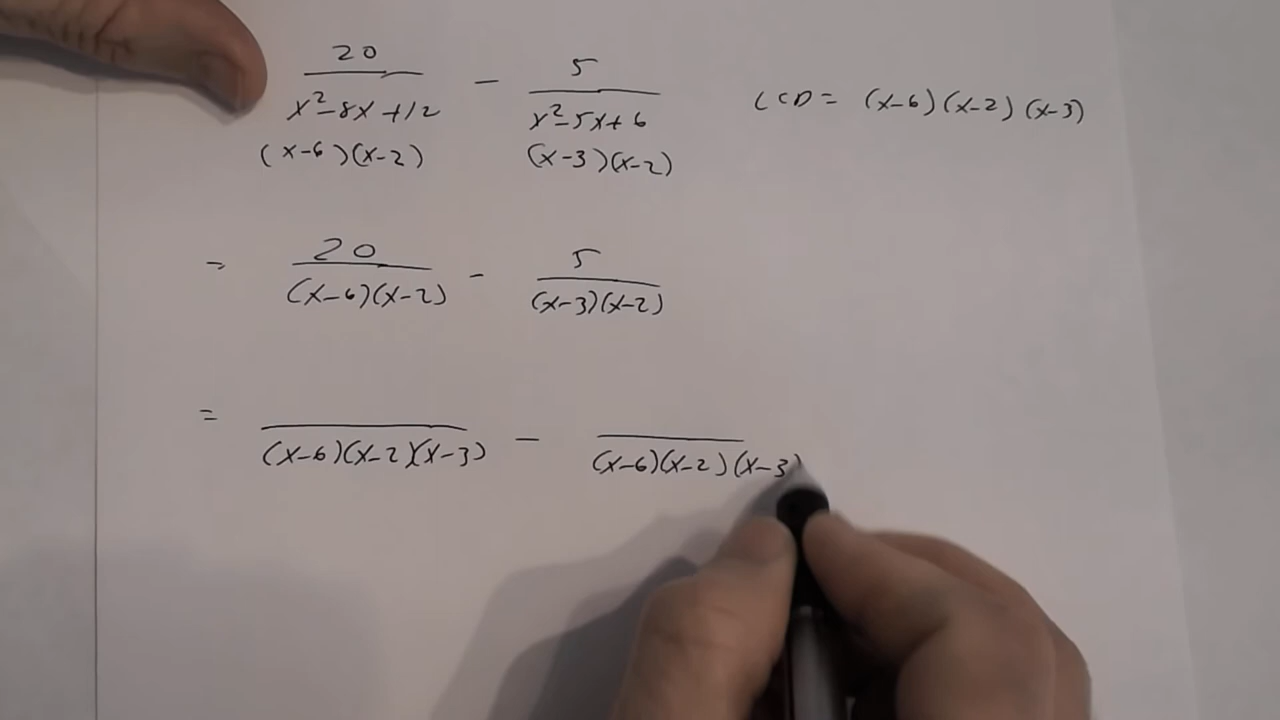 20 5
— - — LCD = (x-6)(x-2)(x-3)
x²-8x+12 x²-5x+6
(x-6)(x-2) (x-3)(x-2)
20 5
= — - —
(x-6)(x-2) (x-3)(x-2)
= — - —
(x-6)(x-2)(x-3) (x-6)(x-2)(x-3)